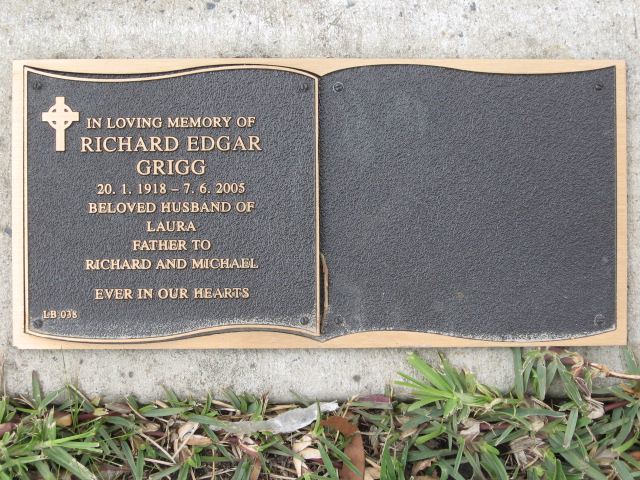 IN LOVING MEMORY OF
RICHARD EDGAR
GRIGG
20. 1. 1918 – 7. 6. 2005
BELOVED HUSBAND OF
LAURA
FATHER TO
RICHARD AND MICHAEL
EVER IN OUR HEARTS
LB 038